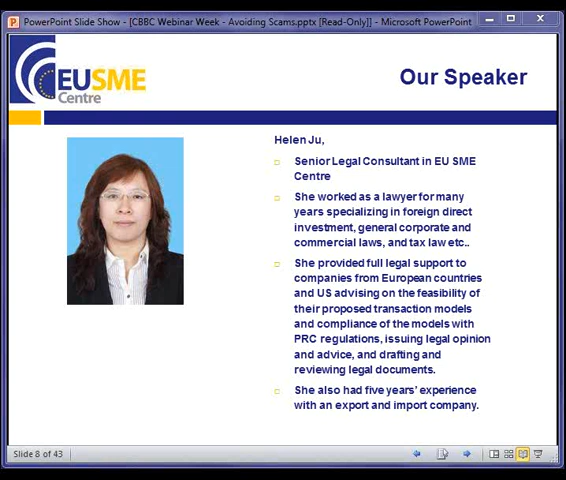 PowerPoint Slide Show - [CBBC Webinar Week - Avoiding Scams.pptx [Read-Only]] - Microsoft PowerPoint
EUSME
Centre
Our Speaker
Helen Ju,
Senior Legal Consultant in EU SME
Centre
She worked as a lawyer for many
years specializing in foreign direct
investment, general corporate and
commercial laws, and tax law etc..
She provided full legal support to
companies from European countries
and US advising on the feasibility of
their proposed transaction models
and compliance of the models with
PRC regulations, issuing legal opinion
and advice, and drafting and
reviewing legal documents.
She also had five years' experience
with an export and import company.
Slide 8 of 43